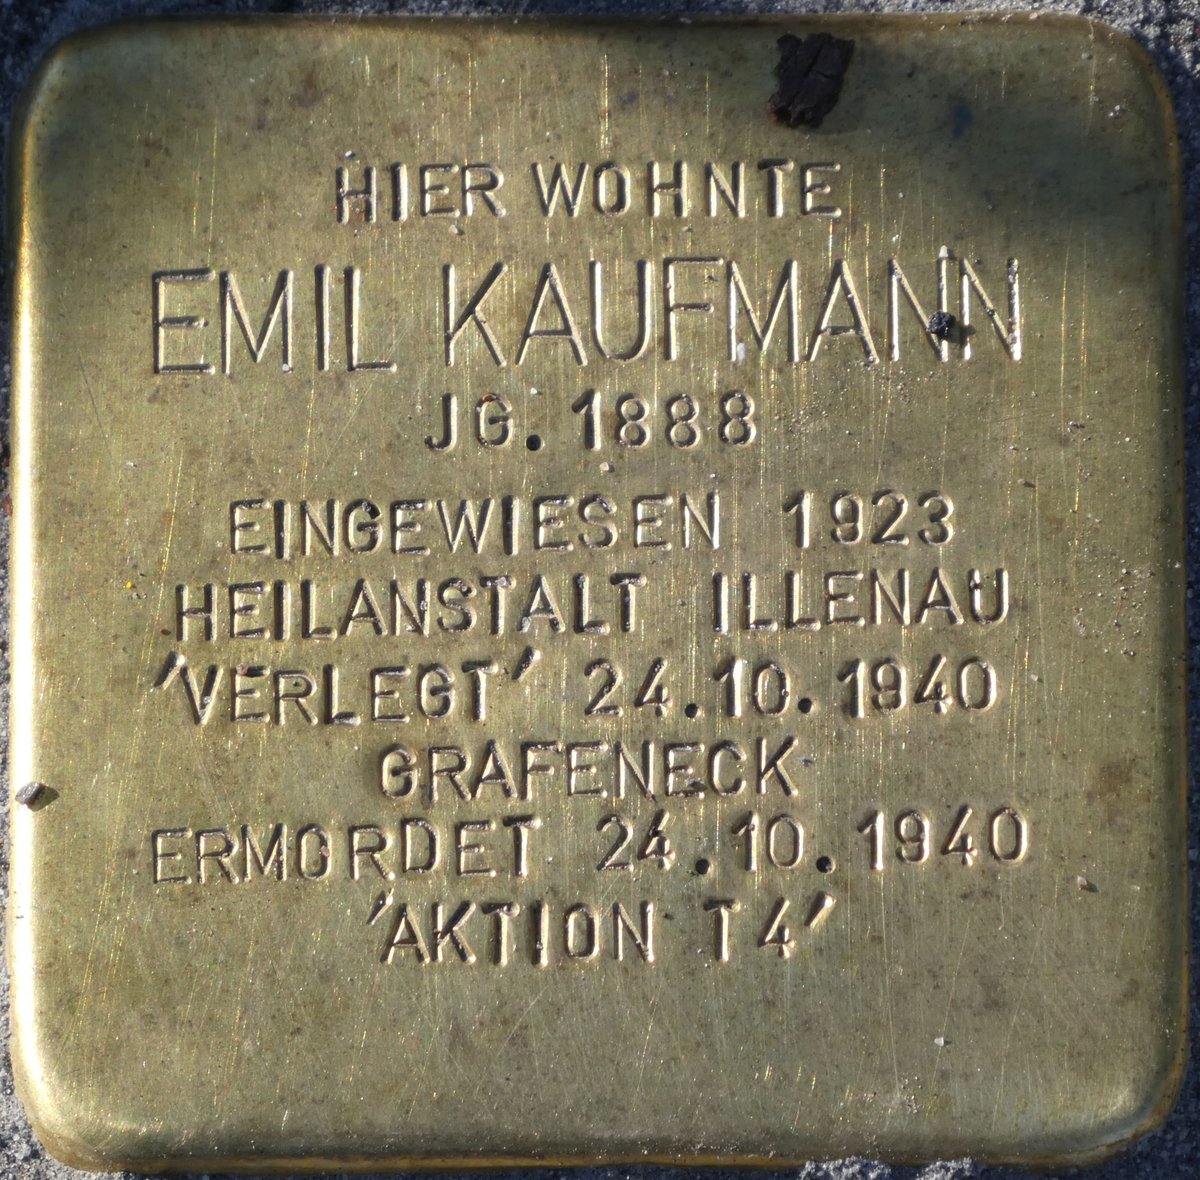 HIER WOHNTE
EMIL KAUFMANN
JG. 1888
EINGEWIESEN 1923
HEILANSTALT ILLENAU
'VERLEGT' 24.10.1940
GRAFENECK
ERMORDET 24.10.1940
'AKTION T4'